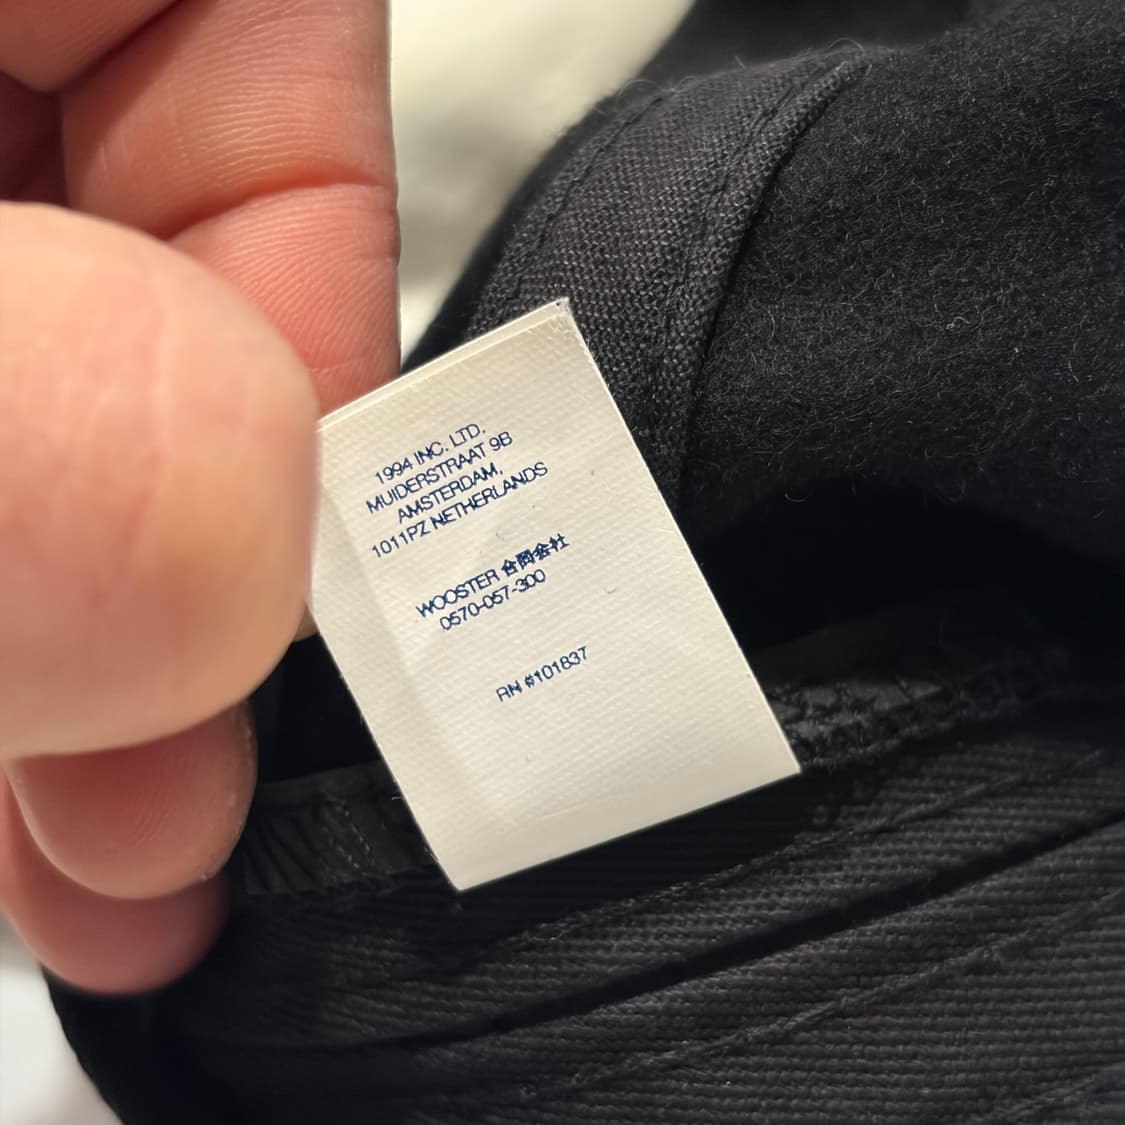 1994 INC. LTD.
MUIDERSTRAAT 9B
AMSTERDAM,
1011PZ NETHERLANDS
WOOSTER 合同会社
0570-057-300
RN #101837